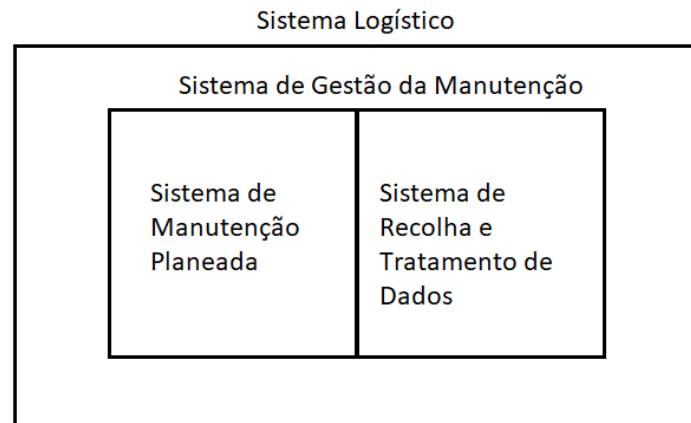 Sistema Logístico
Sistema de Gestão da Manutenção
Sistema de
Manutenção
Planeada
Sistema de
Recolha e
Tratamento de
Dados